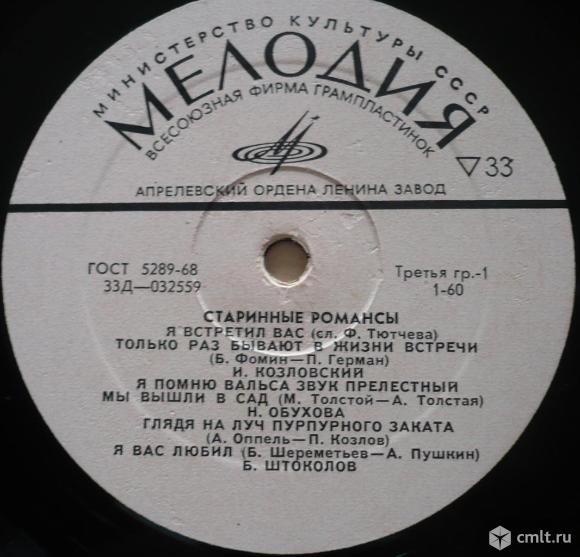 МИНИСТЕРСТВО КУЛЬТУРЫ СССР
МЕЛОДИЯ
ВСЕСОЮЗНАЯ ФИРМА ГРАМПЛАСТИНОК
33
АПРЕЛЕВСКИЙ ОРДЕНА ЛЕНИНА ЗАВОД
ГОСТ 5289-68
33Д—032559
Третья гр.-1
1-60
СТАРИННЫЕ РОМАНСЫ
Я ВСТРЕТИЛ ВАС (сл. Ф. Тютчева)
ТОЛЬКО РАЗ БЫВАЮТ В ЖИЗНИ ВСТРЕЧИ
(Б. Фомин—П. Герман)
И. КОЗЛОВСКИЙ
Я ПОМНЮ ВАЛЬСА ЗВУК ПРЕЛЕСТНЫЙ
МЫ ВЫШЛИ В САД (М. Толстой—А. Толстая)
Н. ОБУХОВА
ГЛЯДЯ НА ЛУЧ ПУРПУРНОГО ЗАКАТА
(А. Оппель—П. Козлов)
Я ВАС ЛЮБИЛ (Б. Шереметьев—А. Пушкин)
Б. ШТОКОЛОВ
cmlt.ru